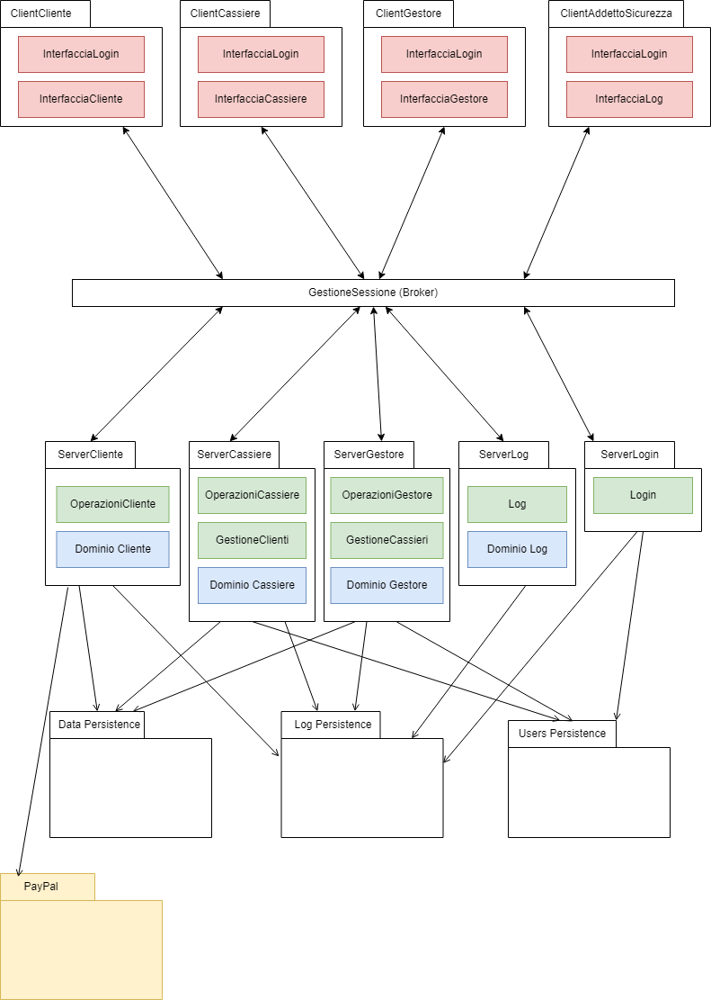 ClientCliente
ClientCassiere
ClientGestore
ClientAddettoSicurezza
InterfacciaLogin
InterfacciaLogin
InterfacciaLogin
InterfacciaLogin
InterfacciaCliente
InterfacciaCassiere
InterfacciaGestore
InterfacciaLog
GestioneSessione (Broker)
ServerCliente
ServerCassiere
ServerGestore
ServerLog
ServerLogin
OperazioniCliente
OperazioniCassiere
OperazioniGestore
Log
Login
Dominio Cliente
GestioneClienti
GestioneCassieri
Dominio Log
Dominio Cassiere
Dominio Gestore
Data Persistence
Log Persistence
Users Persistence
PayPal